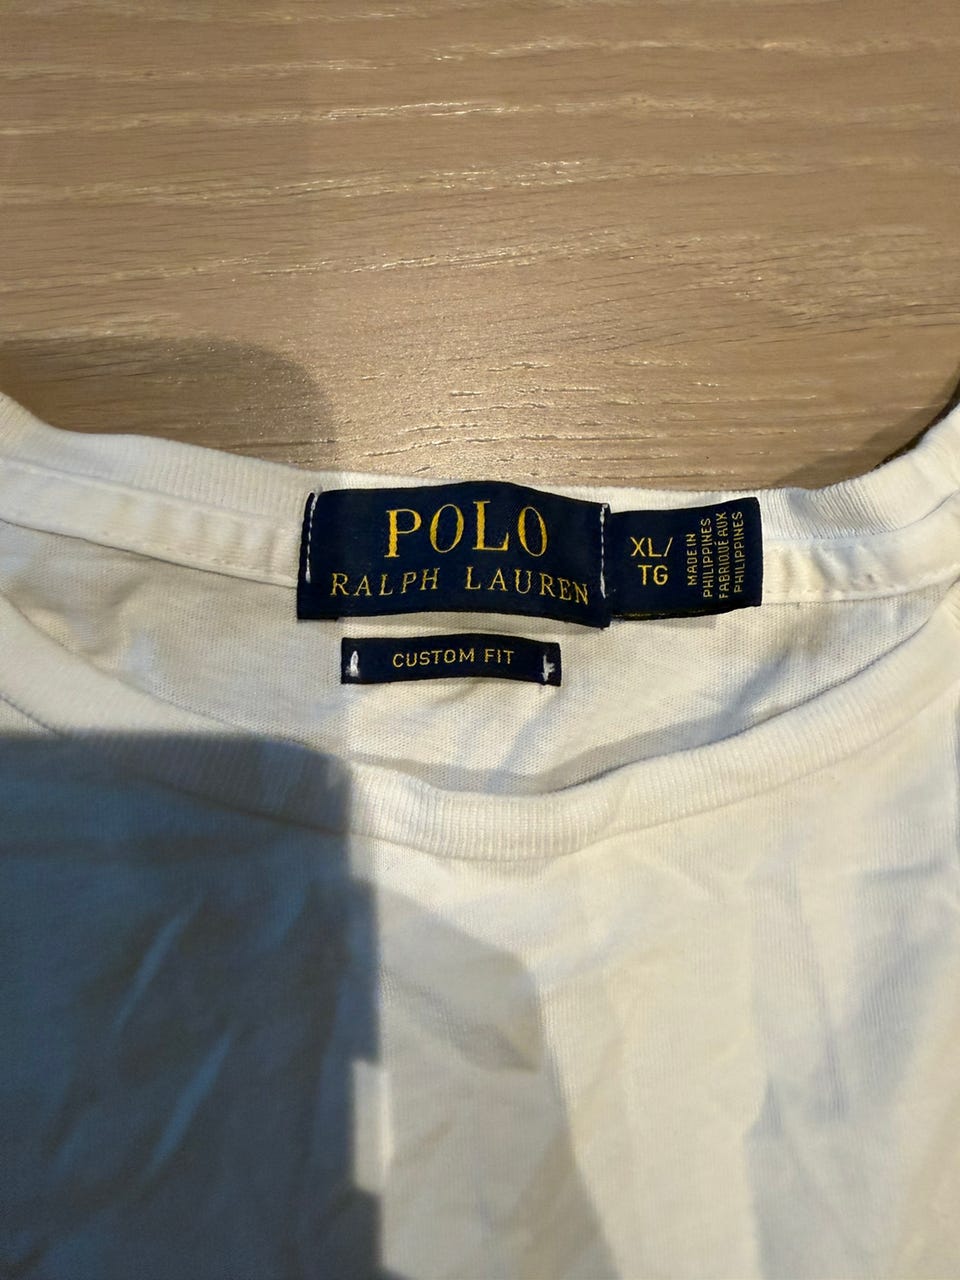 POLO
RALPH LAUREN
XL/
TG
MADE IN
PHILIPPINES
FABRIQUÉ AUX
PHILIPPINES
CUSTOM FIT